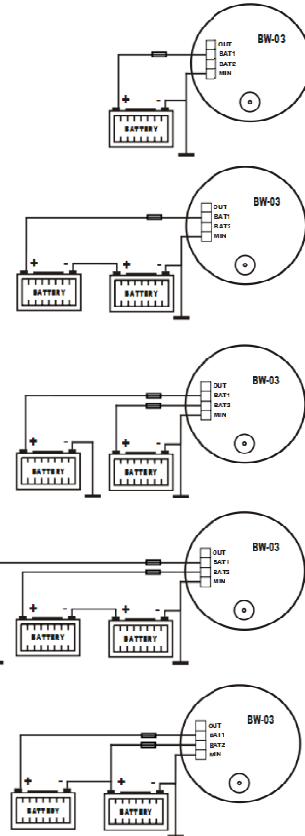 OUT
BW-03
BAT1
BAT2
MIN
+ -
BATTERY
OUT
BW-03
BAT1
BAT2
MIN
+ - + -
BATTERY BATTERY
OUT
BW-03
BAT1
BAT2
MIN
+ - + -
BATTERY BATTERY
OUT
BW-03
BAT1
BAT2
MIN
+ - + -
BATTERY BATTERY
OUT
BW-03
BAT1
BAT2
MIN
+ - + -
BATTERY BATTERY